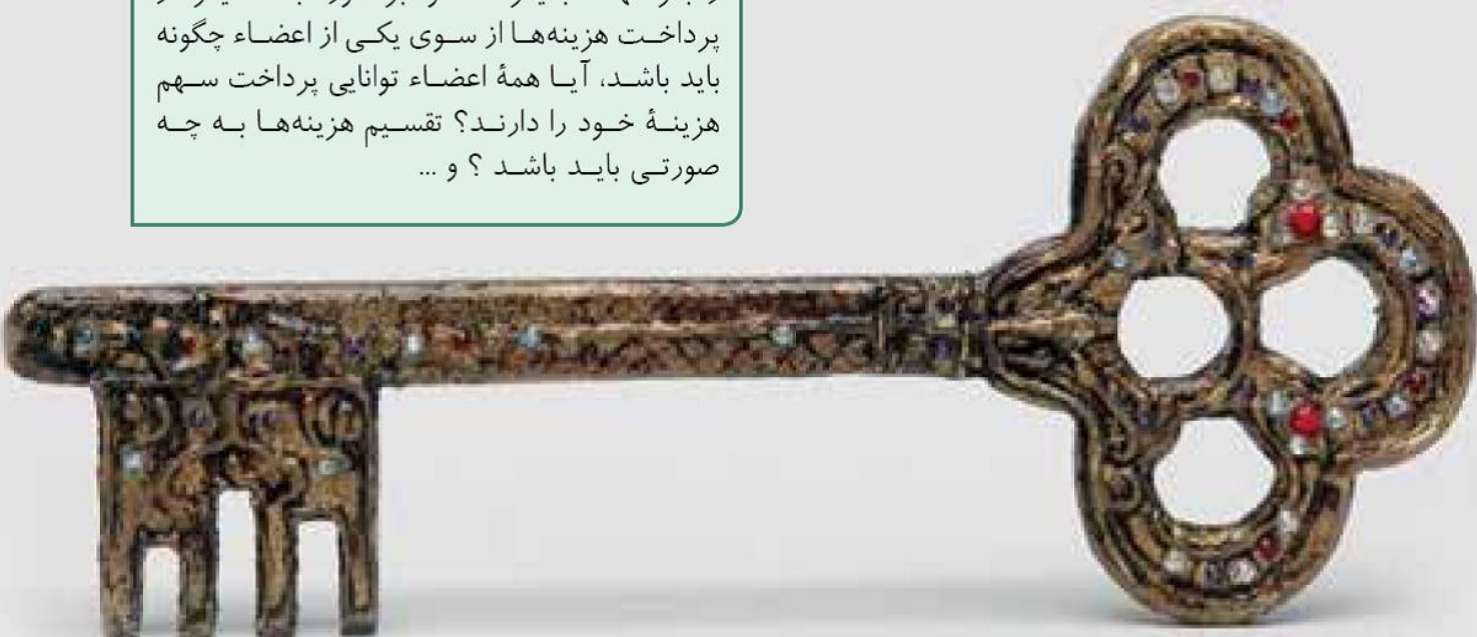 پرداخت هزینه‌ها از سوی یکی از اعضاء چگونه
باید باشد، آیا همهٔ اعضاء توانایی پرداخت سهم
هزینهٔ خود را دارند؟ تقسیم هزینه‌ها به چه
صورتی باید باشد ؟ و ...